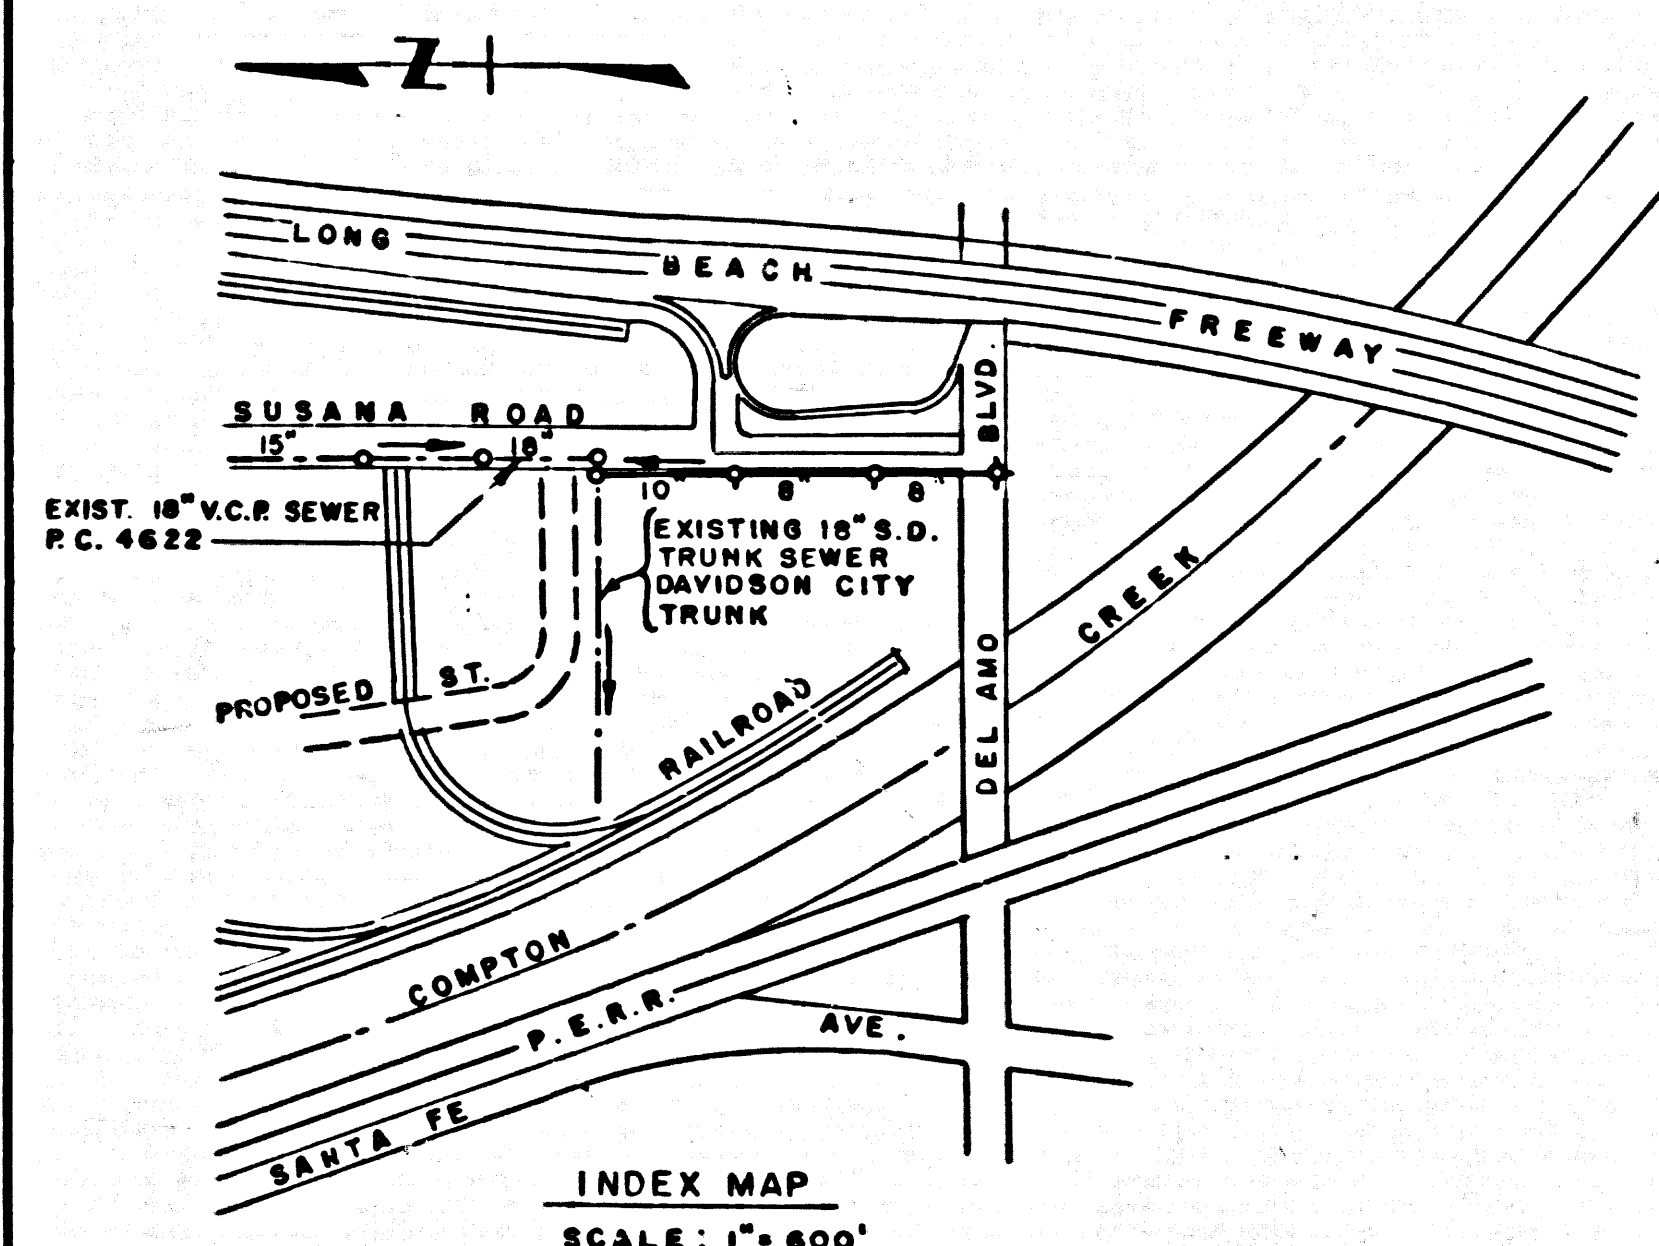 N
LONG BEACH FREEWAY
SUSANA ROAD
15" 18"
10" 8" 8"
EXIST. 18" V.C.P. SEWER
P.C. 4622
EXISTING 18" S.D.
TRUNK SEWER
DAVIDSON CITY
TRUNK
DEL AMO BLVD.
PROPOSED ST.
RAILROAD
COMPTON CREEK
P.E.R.R.
SANTA FE AVE.
INDEX MAP
SCALE: 1" = 600'